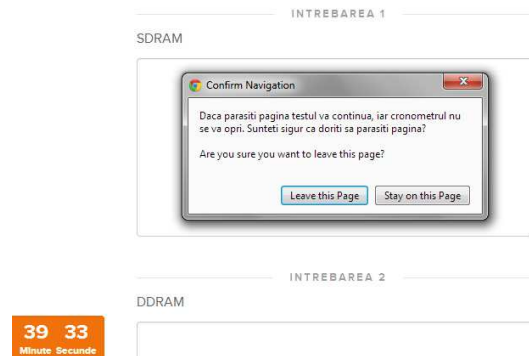 INTREBAREA 1
SDRAM
Confirm Navigation
Daca parasiti pagina testul va continua, iar cronometrul nu
se va opri. Sunteti sigur ca doriti sa parasiti pagina?
Are you sure you want to leave this page?
Leave this Page Stay on this Page
INTREBAREA 2
DDRAM
39 33
Minute Secunde